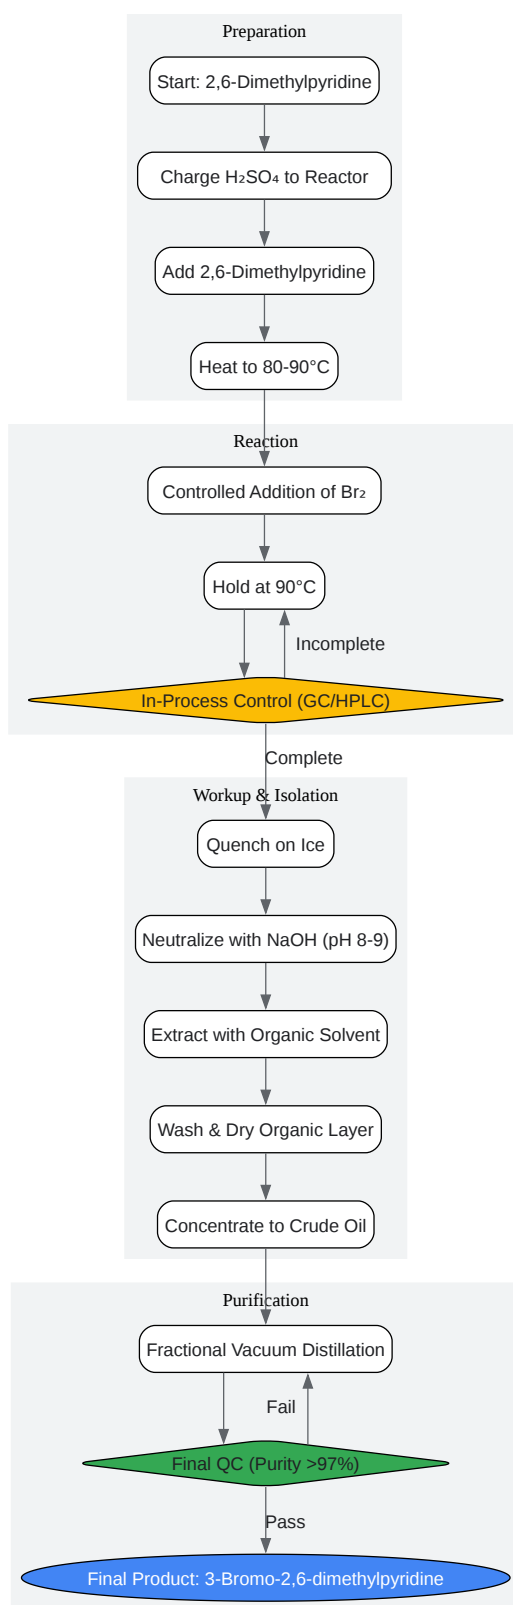 Preparation
Start: 2,6-Dimethylpyridine
Charge H₂SO₄ to Reactor
Add 2,6-Dimethylpyridine
Heat to 80-90°C
Reaction
Controlled Addition of Br₂
Hold at 90°C
Incomplete
In-Process Control (GC/HPLC)
Complete
Workup & Isolation
Quench on Ice
Neutralize with NaOH (pH 8-9)
Extract with Organic Solvent
Wash & Dry Organic Layer
Concentrate to Crude Oil
Purification
Fractional Vacuum Distillation
Fail
Final QC (Purity >97%)
Pass
Final Product: 3-Bromo-2,6-dimethylpyridine